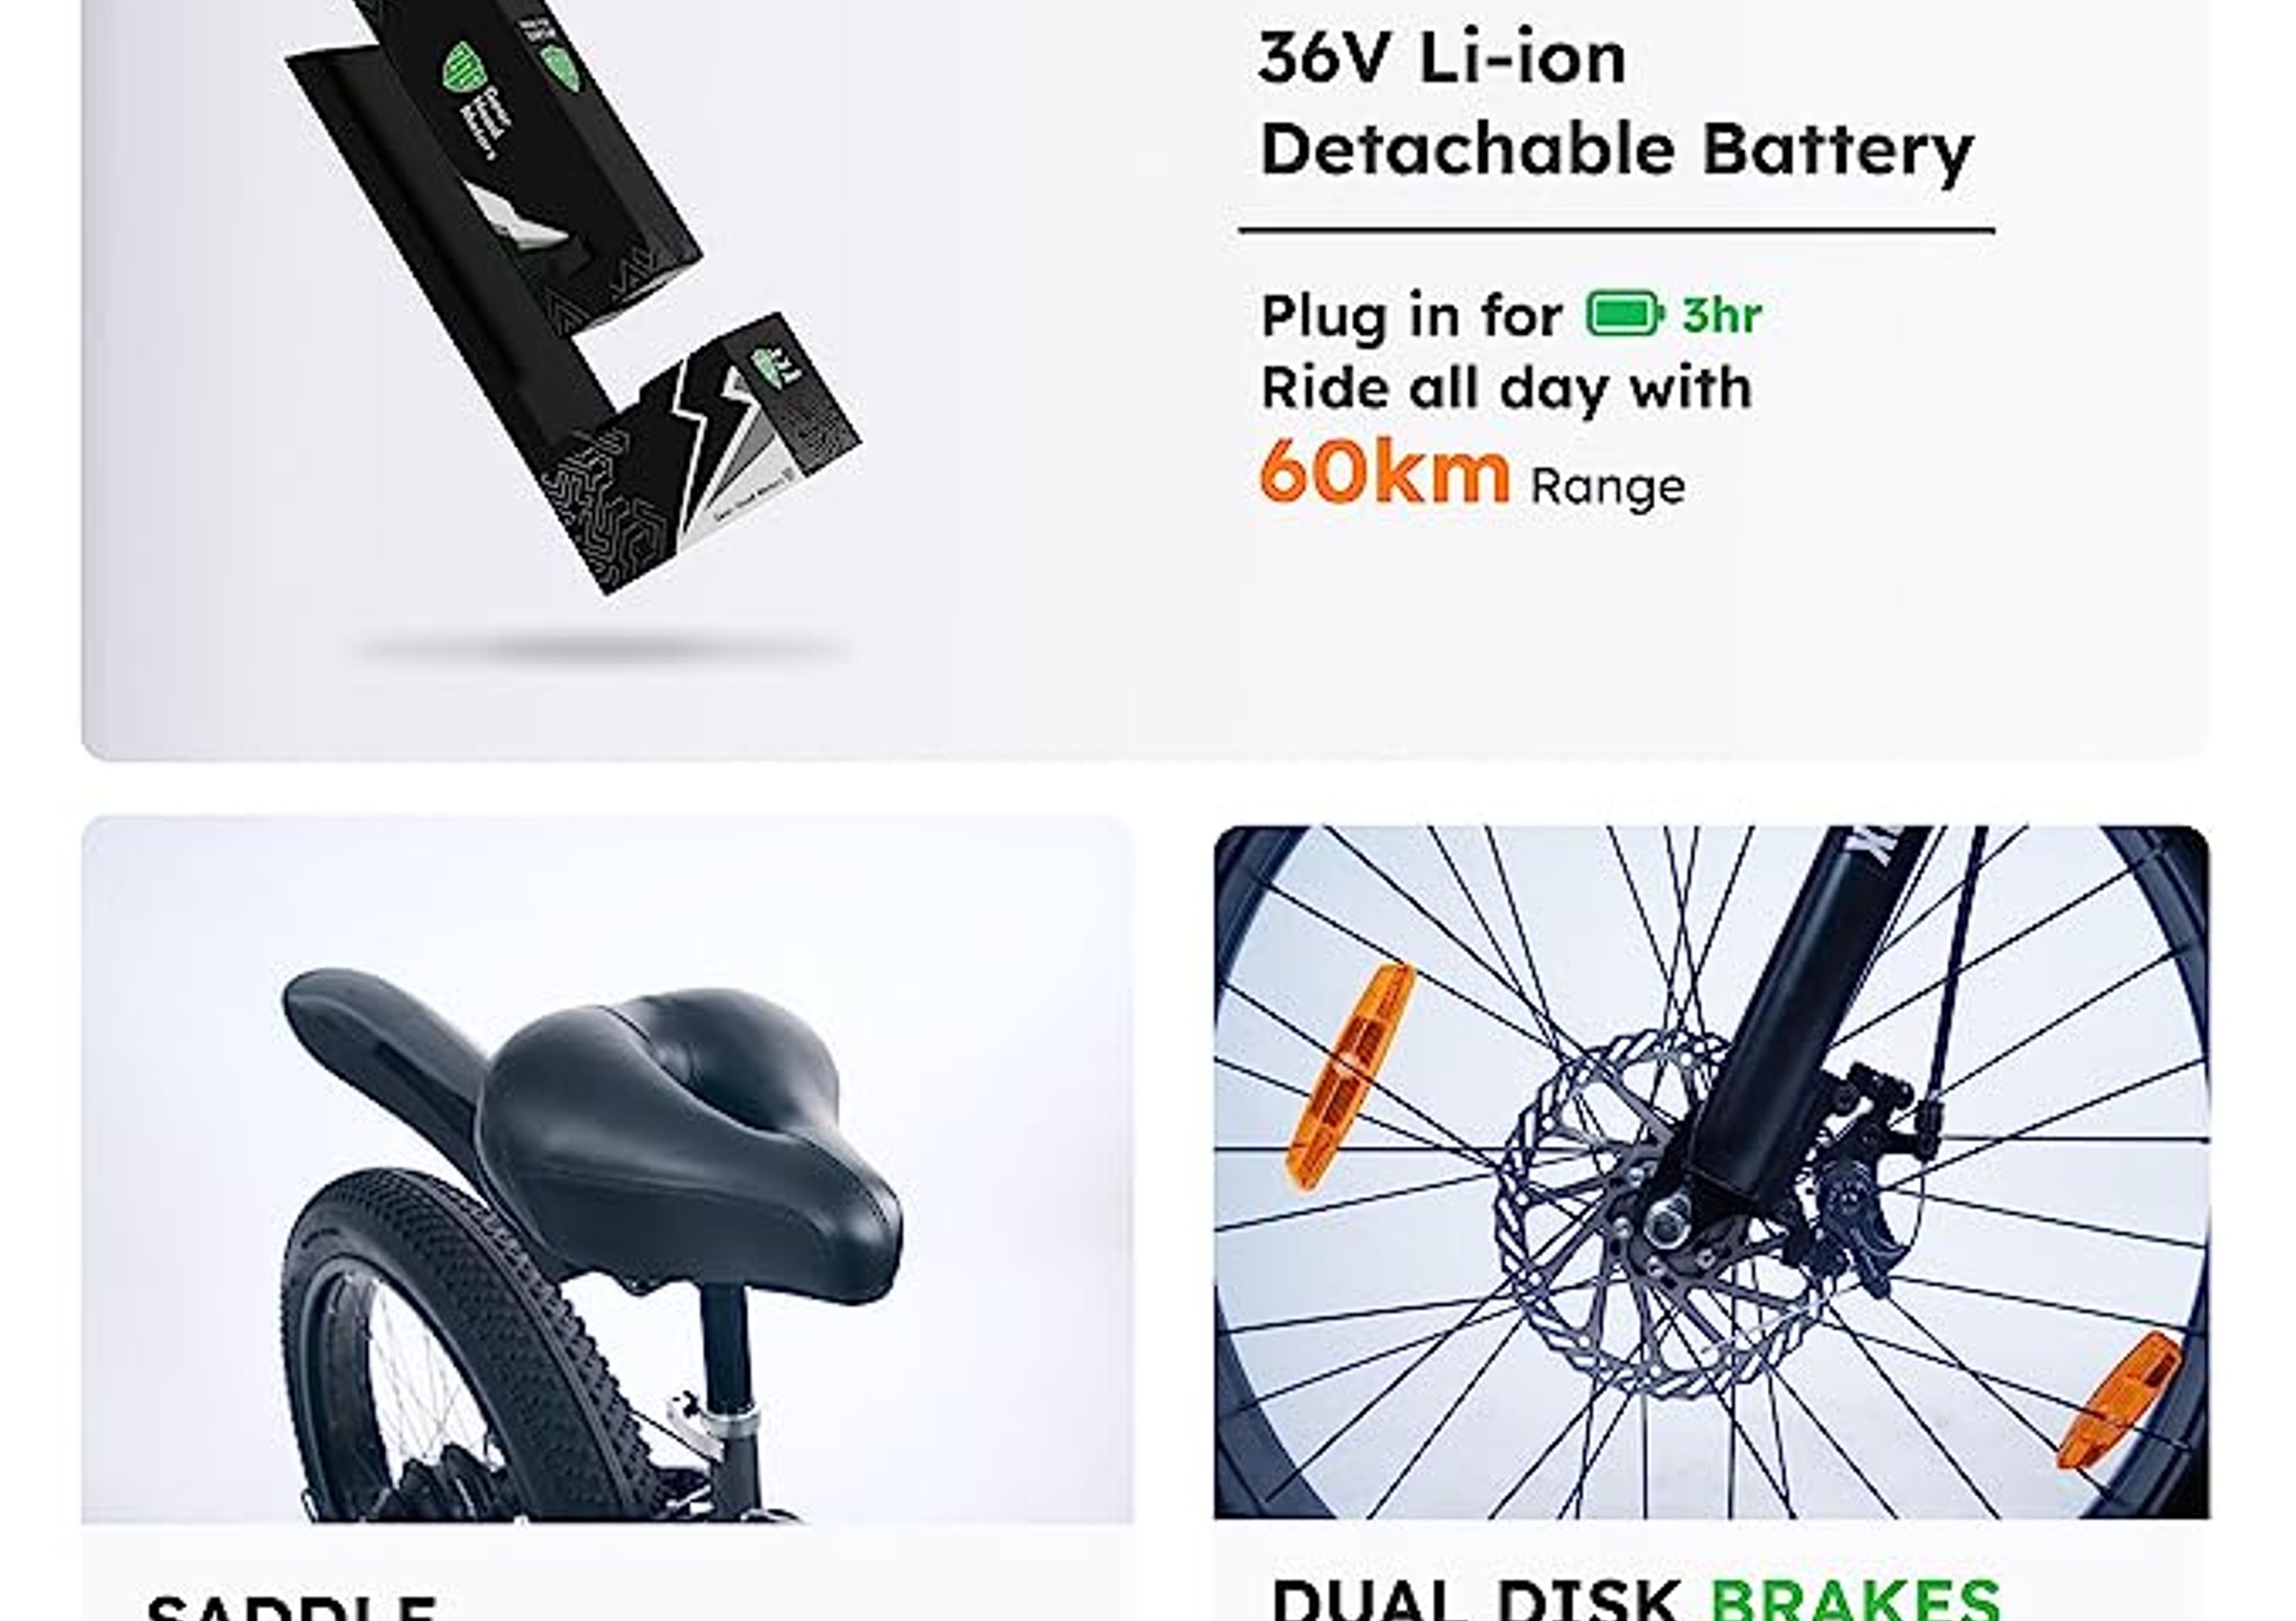 36V Li-ion
Detachable Battery
Plug in for 3hr
Ride all day with
60km Range
SADDLE
DUAL DISK BRAKES